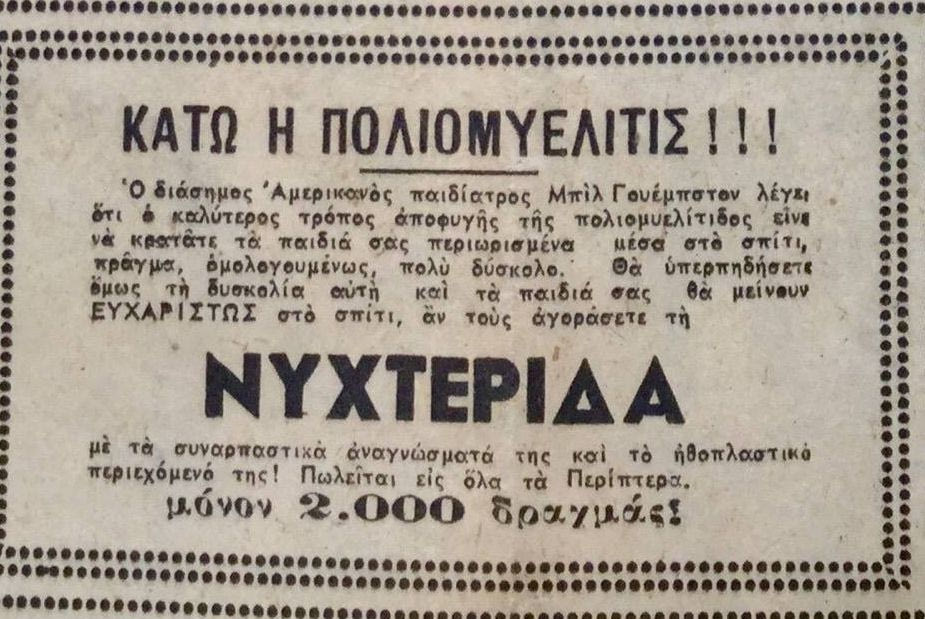 ΚΑΤΩ Η ΠΟΛΙΟΜΥΕΛΙΤΙΣ!!!
Ὁ διάσημος Ἀμερικανὸς παιδίατρος Μπὶλ Γουέμπστον λέγει
ὅτι ὁ καλύτερος τρόπος ἀποφυγῆς τῆς πολιομυελίτιδος εἶνε
νὰ κρατᾶτε τὰ παιδιά σας περιωρισμένα μέσα στὸ σπίτι,
πρᾶγμα, ὁμολογουμένως, πολὺ δύσκολο. Θὰ ὑπερπηδήσετε
ὅμως τὴ δυσκολία αὐτὴ καὶ τὰ παιδιά σας θὰ μείνουν
ΕΥΧΑΡΙΣΤΩΣ στὸ σπίτι, ἂν τοὺς ἀγοράσετε τὴ
ΝΥΧΤΕΡΙΔΑ
μὲ τὰ συναρπαστικὰ ἀναγνώσματά της καὶ τὸ ἠθοπλαστικὸ
περιεχόμενό της! Πωλεῖται εἰς ὅλα τὰ Περίπτερα.
μόνον 2.000 δραγμάς!